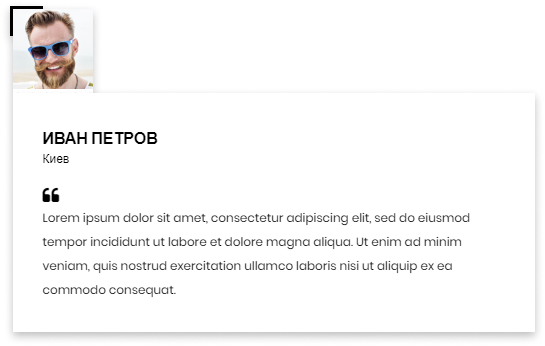 ИВАН ПЕТРОВ
Киев
❝
Lorem ipsum dolor sit amet, consectetur adipiscing elit, sed do eiusmod
tempor incididunt ut labore et dolore magna aliqua. Ut enim ad minim
veniam, quis nostrud exercitation ullamco laboris nisi ut aliquip ex ea
commodo consequat.